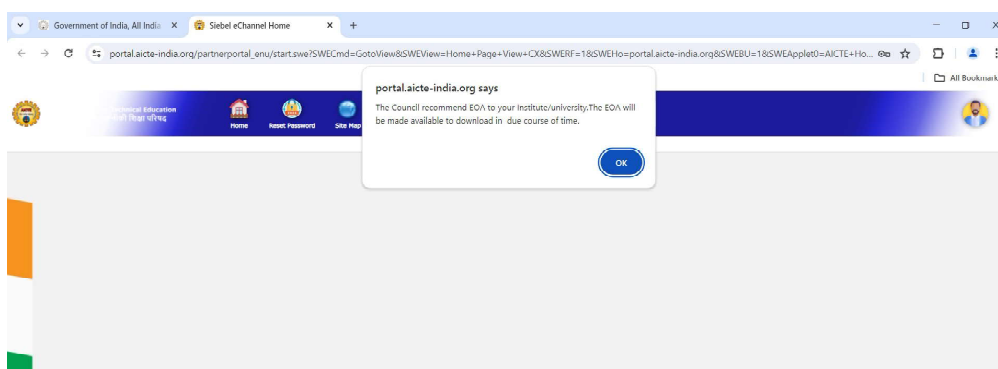 Government of India, All India
Siebel eChannel Home
portal.aicte-india.org/partnerportal_enu/start.swe?SWECmd=GotoView&SWEView=Home+Page+View+CX&SWERF=1&SWEHo=portal.aicte-india.org&SWEBU=1&SWEApplet0=AICTE+Ho...
All Bookmark
portal.aicte-india.org says
The Council recommend EOA to your Institute/university.The EOA will
be made available to download in due course of time.
OK
Education
शिक्षा परिषद
Home
Reset Password
Site Map